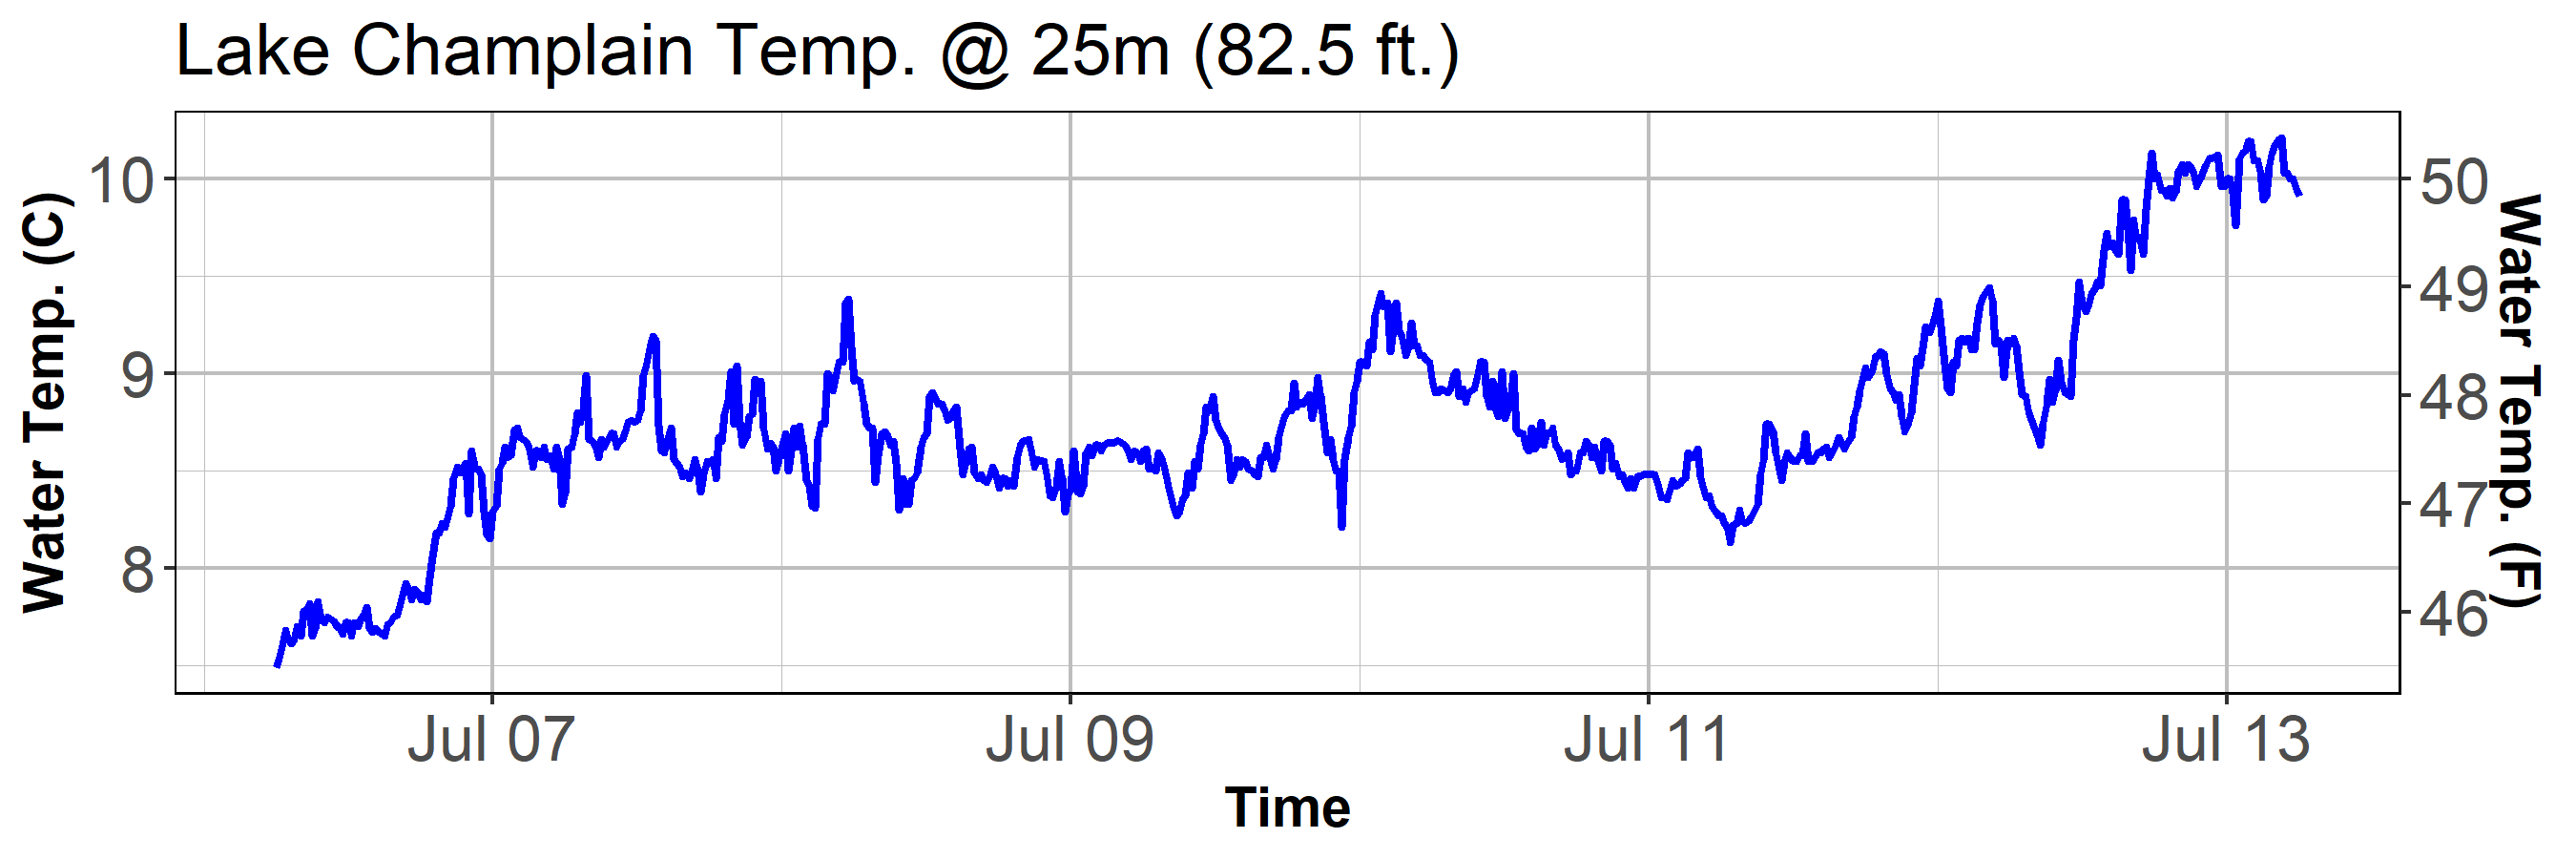 Lake Champlain Temp. @ 25m (82.5 ft.)
Water Temp. (C)
10
9
8
50
49
48
47
46
Water Temp. (F)
Jul 07
Jul 09
Jul 11
Jul 13
Time